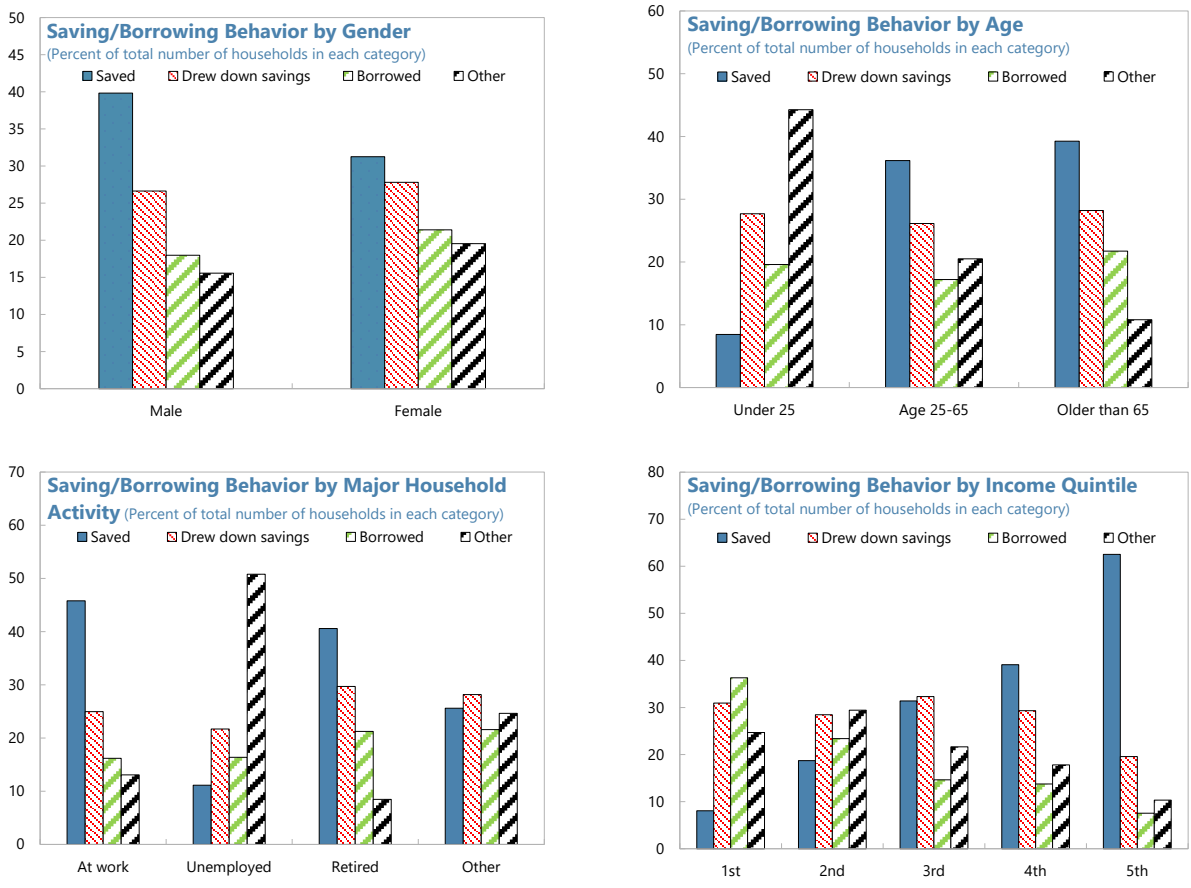 Saving/Borrowing Behavior by Gender
(Percent of total number of households in each category)
Saved Drew down savings Borrowed Other
50
45
40
35
30
25
20
15
10
5
0
Male Female
Saving/Borrowing Behavior by Age
(Percent of total number of households in each category)
Saved Drew down savings Borrowed Other
60
50
40
30
20
10
0
Under 25 Age 25-65 Older than 65
Saving/Borrowing Behavior by Major Household
Activity (Percent of total number of households in each category)
Saved Drew down savings Borrowed Other
70
60
50
40
30
20
10
0
At work Unemployed Retired Other
Saving/Borrowing Behavior by Income Quintile
(Percent of total number of households in each category)
Saved Drew down savings Borrowed Other
80
70
60
50
40
30
20
10
0
1st 2nd 3rd 4th 5th